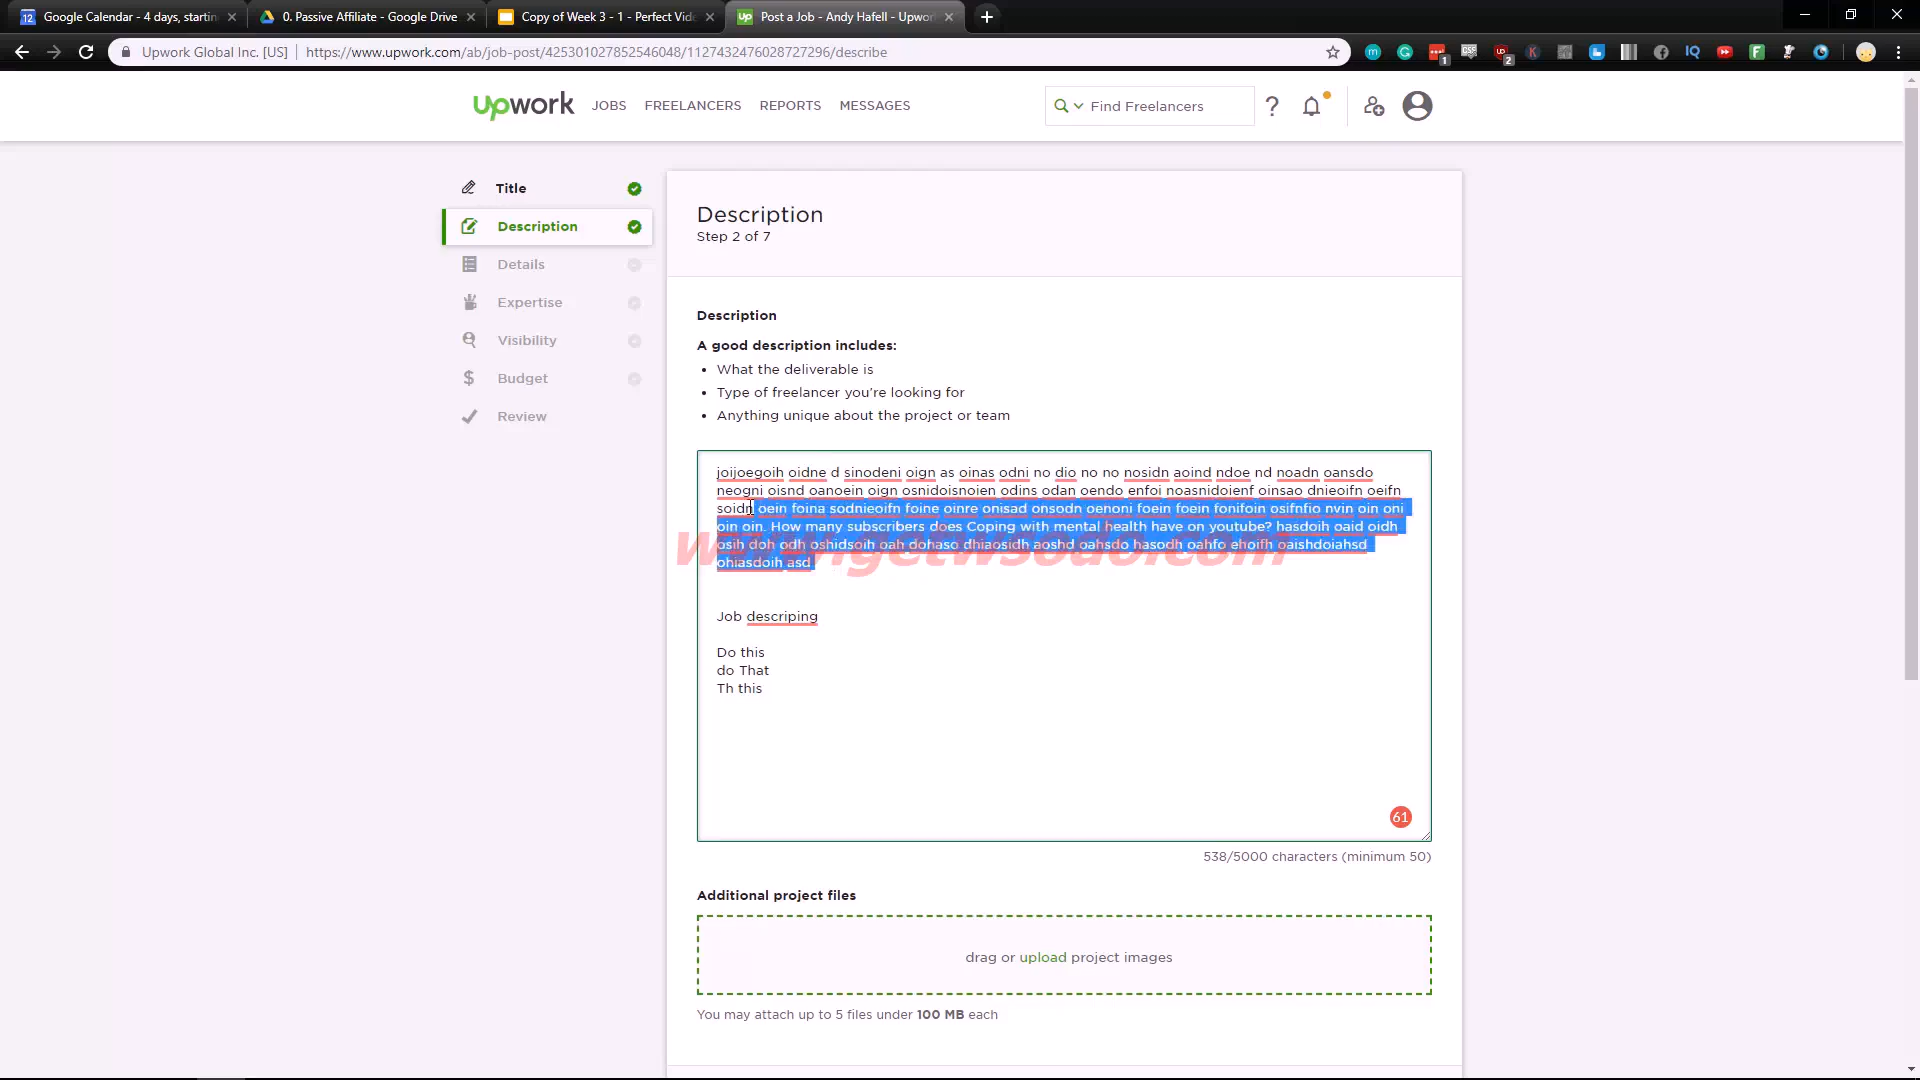 Google Calendar - 4 days, startin
0. Passive Affiliate - Google Drive
Copy of Week 3 - 1 - Perfect Vide
Post a Job - Andy Hafell - Upwor
Upwork Global Inc. [US] | https://www.upwork.com/ab/job-post/425301027852546048/1127432476028727296/describe
upwork JOBS FREELANCERS REPORTS MESSAGES Find Freelancers ?
Title
Description
Details
Expertise
Visibility
Budget
Review
Description
Step 2 of 7
Description
A good description includes:
• What the deliverable is
• Type of freelancer you're looking for
• Anything unique about the project or team
joijoegoih oidne d sinodeni oign as oinas odni no dio no no nosidn aoind ndoe nd noadn oansdo
neogni oisnd oanoein oign osnidoisnoien odins odan oendo enfoi noasnidoienf oinsao dnieoifn oeifn
soidn oein foina sodnieoifn foine oinre onisad onsodn oenoni foein foein fonifoin osifnfio nvin oin oni
oin oin. How many subscribers does Coping with mental health have on youtube? hasdoih oaid oidh
osih doh odh oshidsoih oah dohaso dhiaosidh aoshd oahsdo hasodh oahfo ehoifh oaishdoiahsd
ohiasdoih asd
www.getwsodo.com
Job descriping
Do this
do That
Th this
61
538/5000 characters (minimum 50)
Additional project files
drag or upload project images
You may attach up to 5 files under 100 MB each